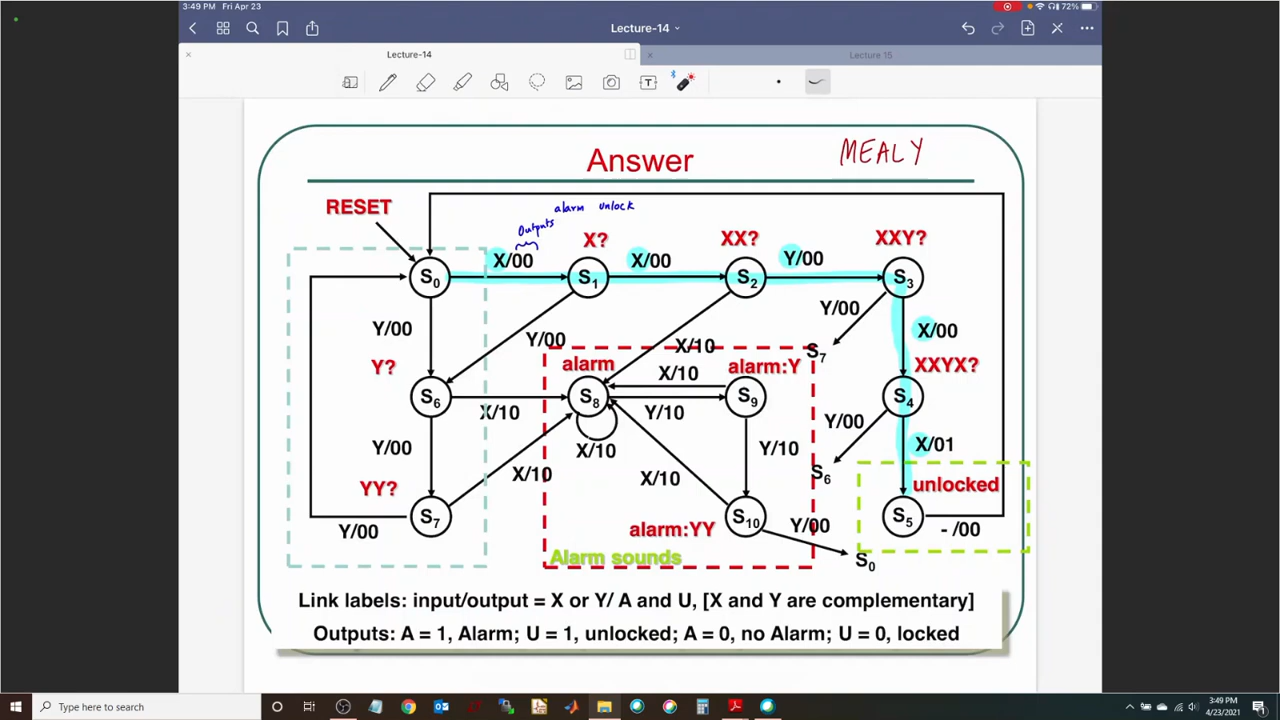 3:49 PM Fri Apr 23
72%
Lecture-14
Lecture-14
Lecture 15
T
Answer
MEALY
RESET
alarm unlock
Outputs
X?
XX?
XXY?
X/00
X/00
Y/00
S0
S1
S2
S3
Y/00
Y/00
X/10
Y/00
X/00
S7
Y?
alarm
X/10
alarm:Y
XXYX?
S6
S8
S9
S4
X/10
Y/10
Y/00
X/10
Y/00
X/10
X/10
Y/10
S6
X/01
YY?
unlocked
S7
alarm:YY
S10
Y/00
S5
Y/00
- /00
Alarm sounds
S0
Link labels: input/output = X or Y/ A and U, [X and Y are complementary]
Outputs: A = 1, Alarm; U = 1, unlocked; A = 0, no Alarm; U = 0, locked
Type here to search
3:49 PM
4/23/2021